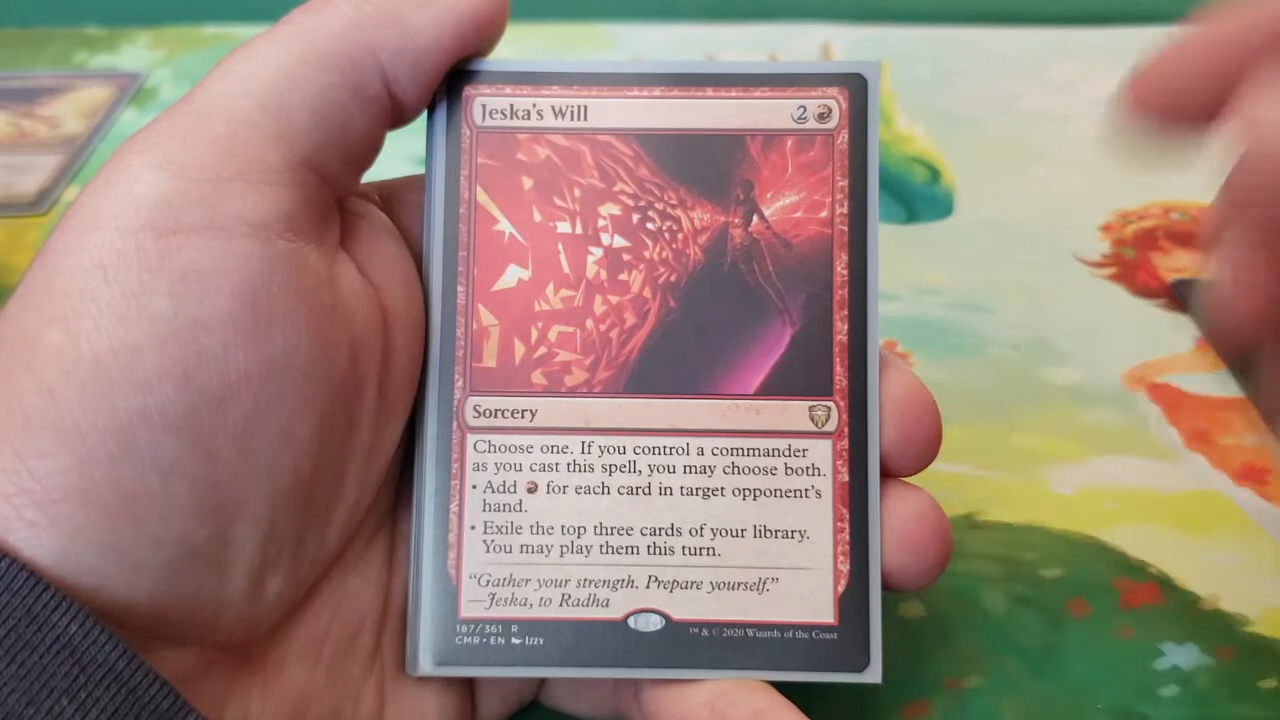 Jeska's Will 2
Sorcery
Choose one. If you control a commander
as you cast this spell, you may choose both.
• Add for each card in target opponent's
hand.
• Exile the top three cards of your library.
You may play them this turn.
“Gather your strength. Prepare yourself.”
—Jeska, to Radha
187/361 R
CMR • EN Izzy
™ & © 2020 Wizards of the Coast